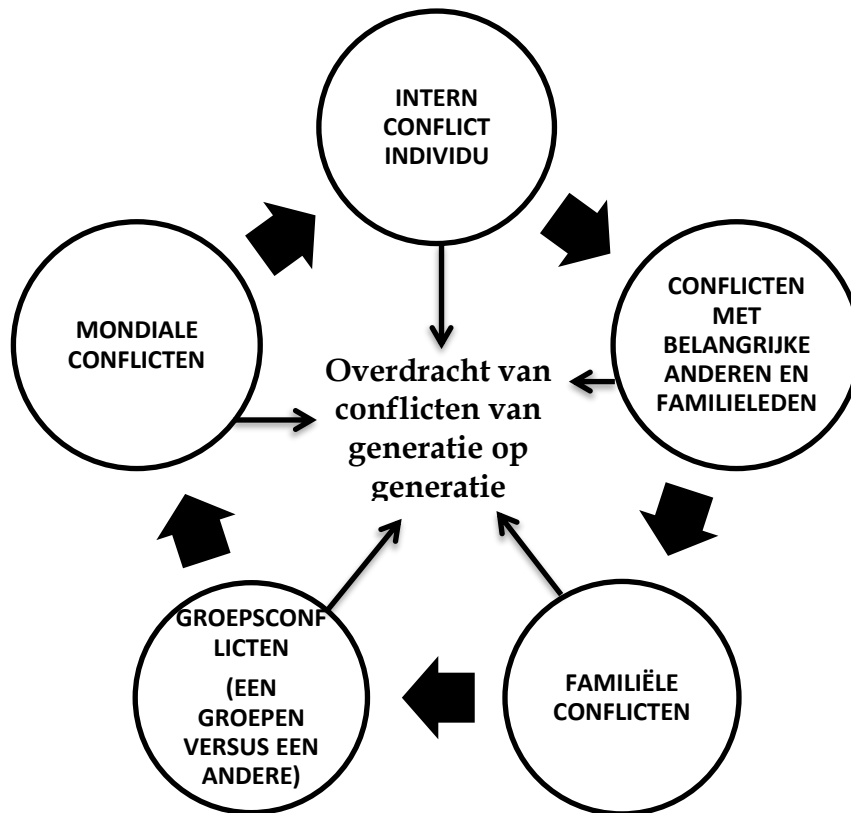 INTERN
CONFLICT
INDIVIDU
CONFLICTEN
MET
BELANGRIJKE
ANDEREN EN
FAMILIELEDEN
MONDIALE
CONFLICTEN
Overdracht van
conflicten van
generatie op
generatie
GROEPSCONF
LICTEN
(EEN
GROEPEN
VERSUS EEN
ANDERE)
FAMILIËLE
CONFLICTEN